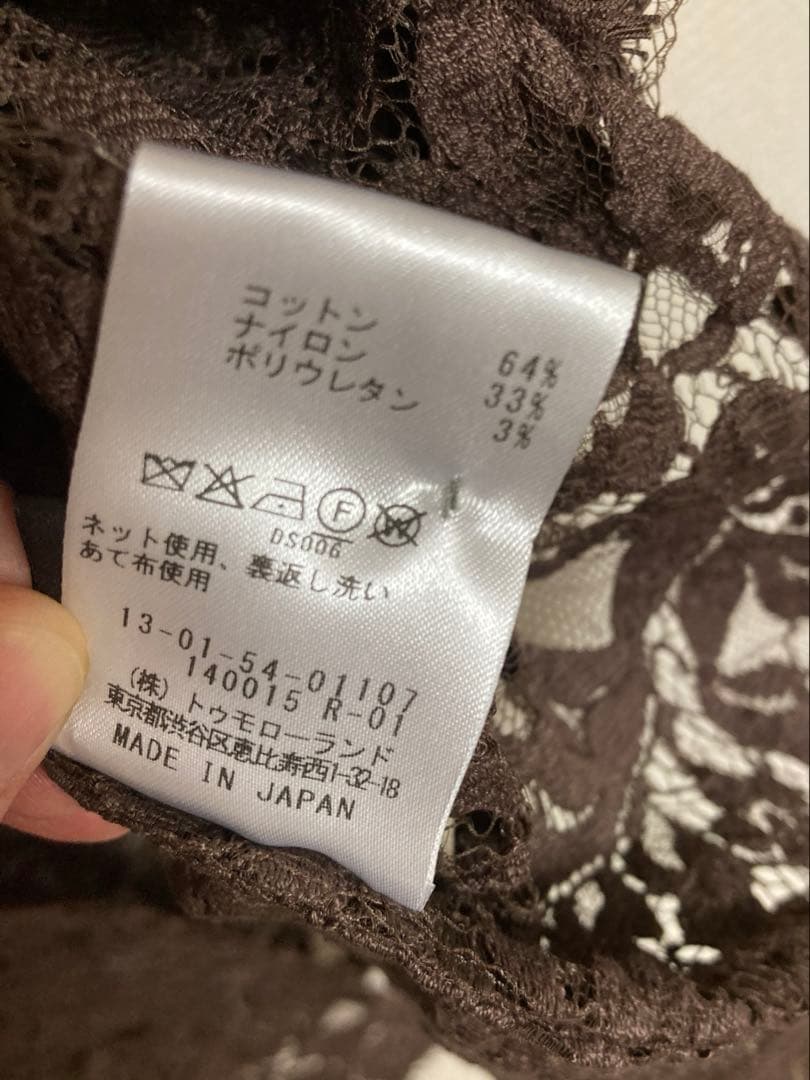 コットン 64%
ナイロン 33%
ポリウレタン 3%
F W
DS006
ネット使用、裏返し洗い
あて布使用
13-01-54-01107
140015 R-01
(株) トゥモローランド
東京都渋谷区恵比寿西1-32-18
MADE IN JAPAN